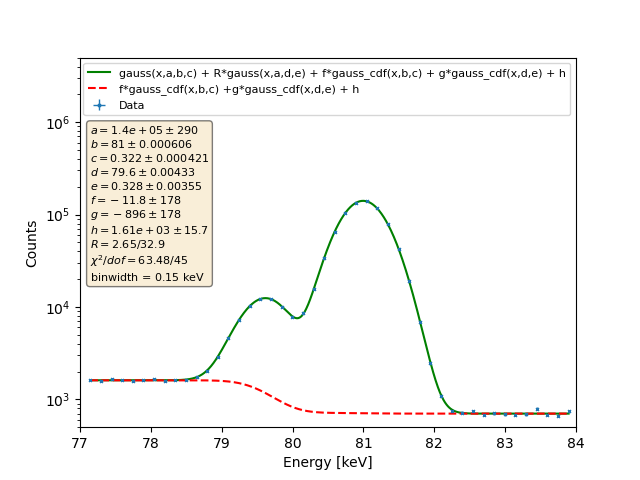 gauss(x,a,b,c) + R*gauss(x,a,d,e) + f*gauss_cdf(x,b,c) + g*gauss_cdf(x,d,e) + h
f*gauss_cdf(x,b,c) +g*gauss_cdf(x,d,e) + h
Data
a = 1.4e + 05 ± 290
b = 81 ± 0.000606
c = 0.322 ± 0.000421
d = 79.6 ± 0.00433
e = 0.328 ± 0.00355
f = −11.8 ± 178
g = −896 ± 178
h = 1.61e + 03 ± 15.7
R = 2.65/32.9
χ²/dof = 63.48/45
binwidth = 0.15 keV
10⁶
10⁵
10⁴
10³
Counts
77 78 79 80 81 82 83 84
Energy [keV]